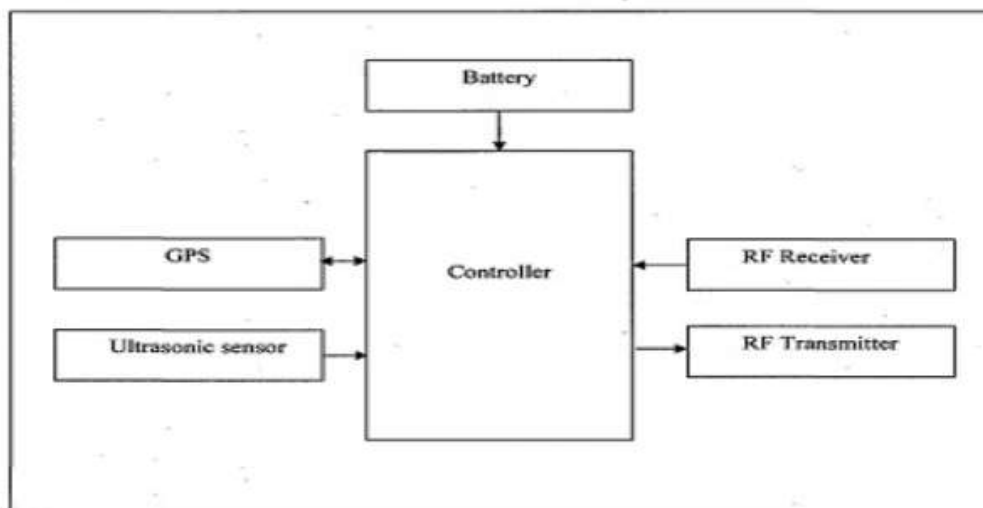 Battery
GPS
Controller
RF Receiver
Ultrasonic sensor
RF Transmitter